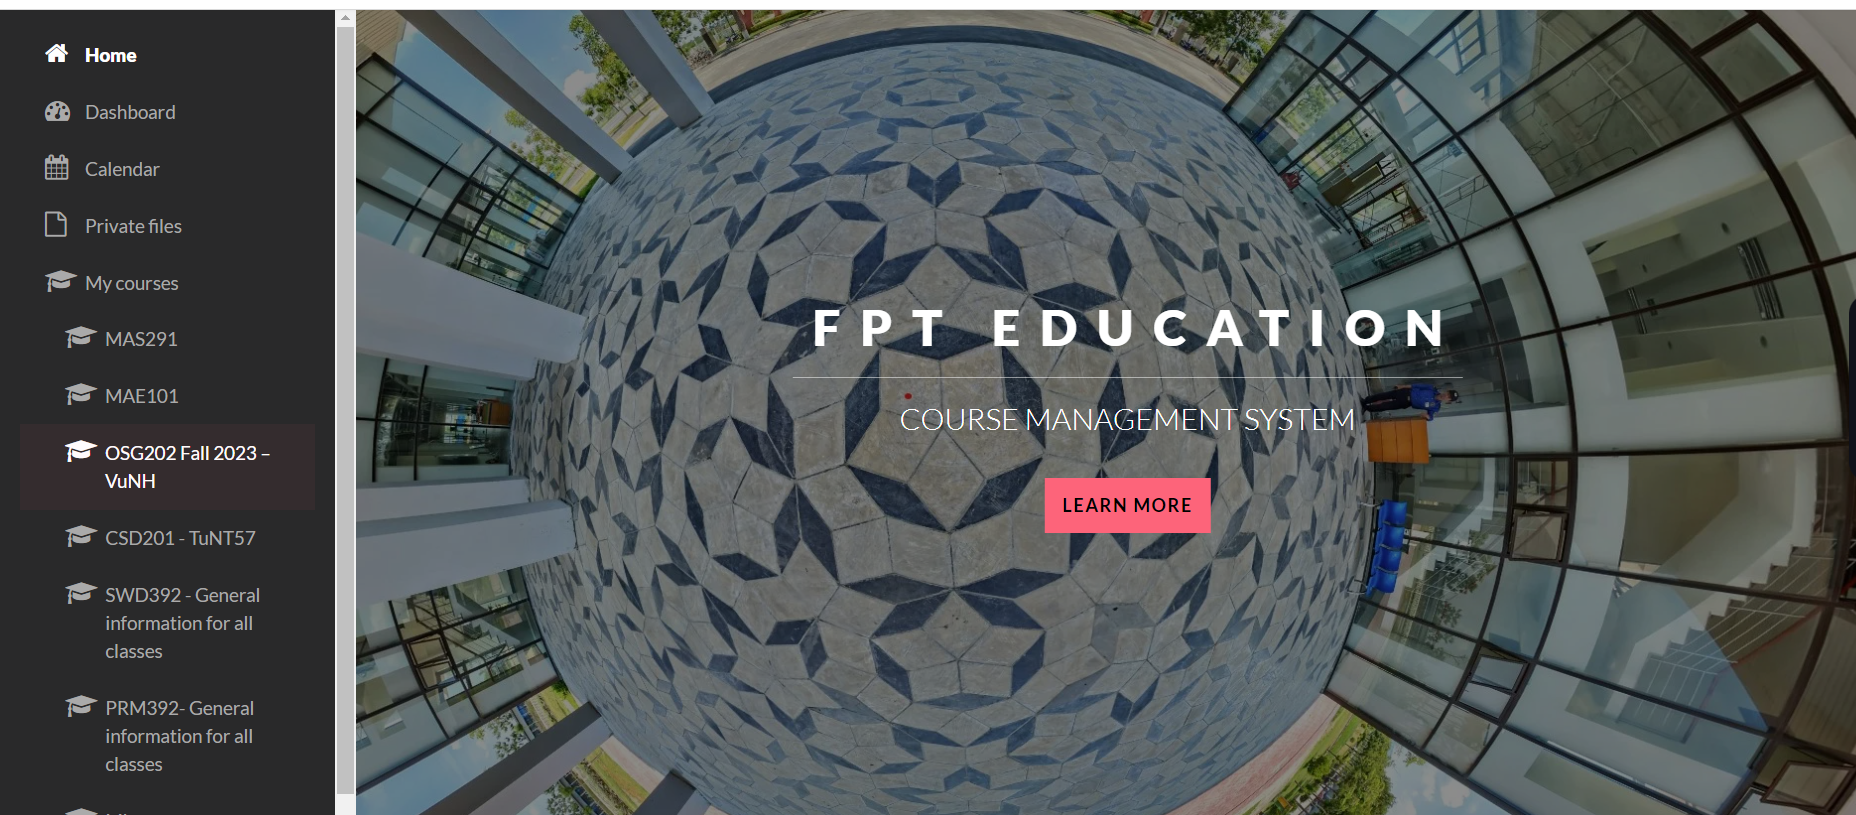 Home
Dashboard
Calendar
Private files
My courses
MAS291
MAE101
OSG202 Fall 2023 –
VuNH
CSD201 - TuNT57
SWD392 - General
information for all
classes
PRM392- General
information for all
classes
FPT EDUCATION
COURSE MANAGEMENT SYSTEM
LEARN MORE